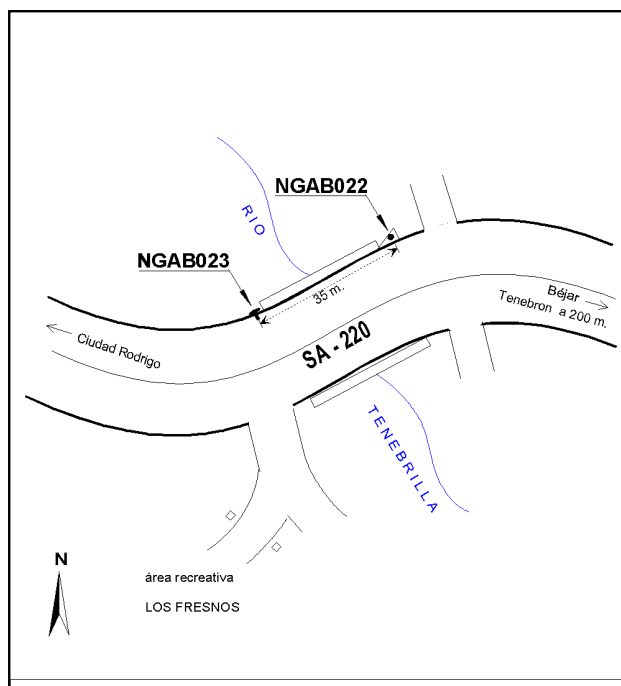 NGAB022
RIO
NGAB023
35 m.
Béjar
Tenebron a 200 m.
Ciudad Rodrigo
SA - 220
TENEBRILLA
N
área recreativa
LOS FRESNOS